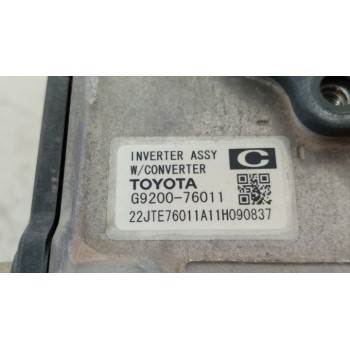 INVERTER ASSY C
W/CONVERTER
TOYOTA
G9200-76011
22JTE76011A11H090837